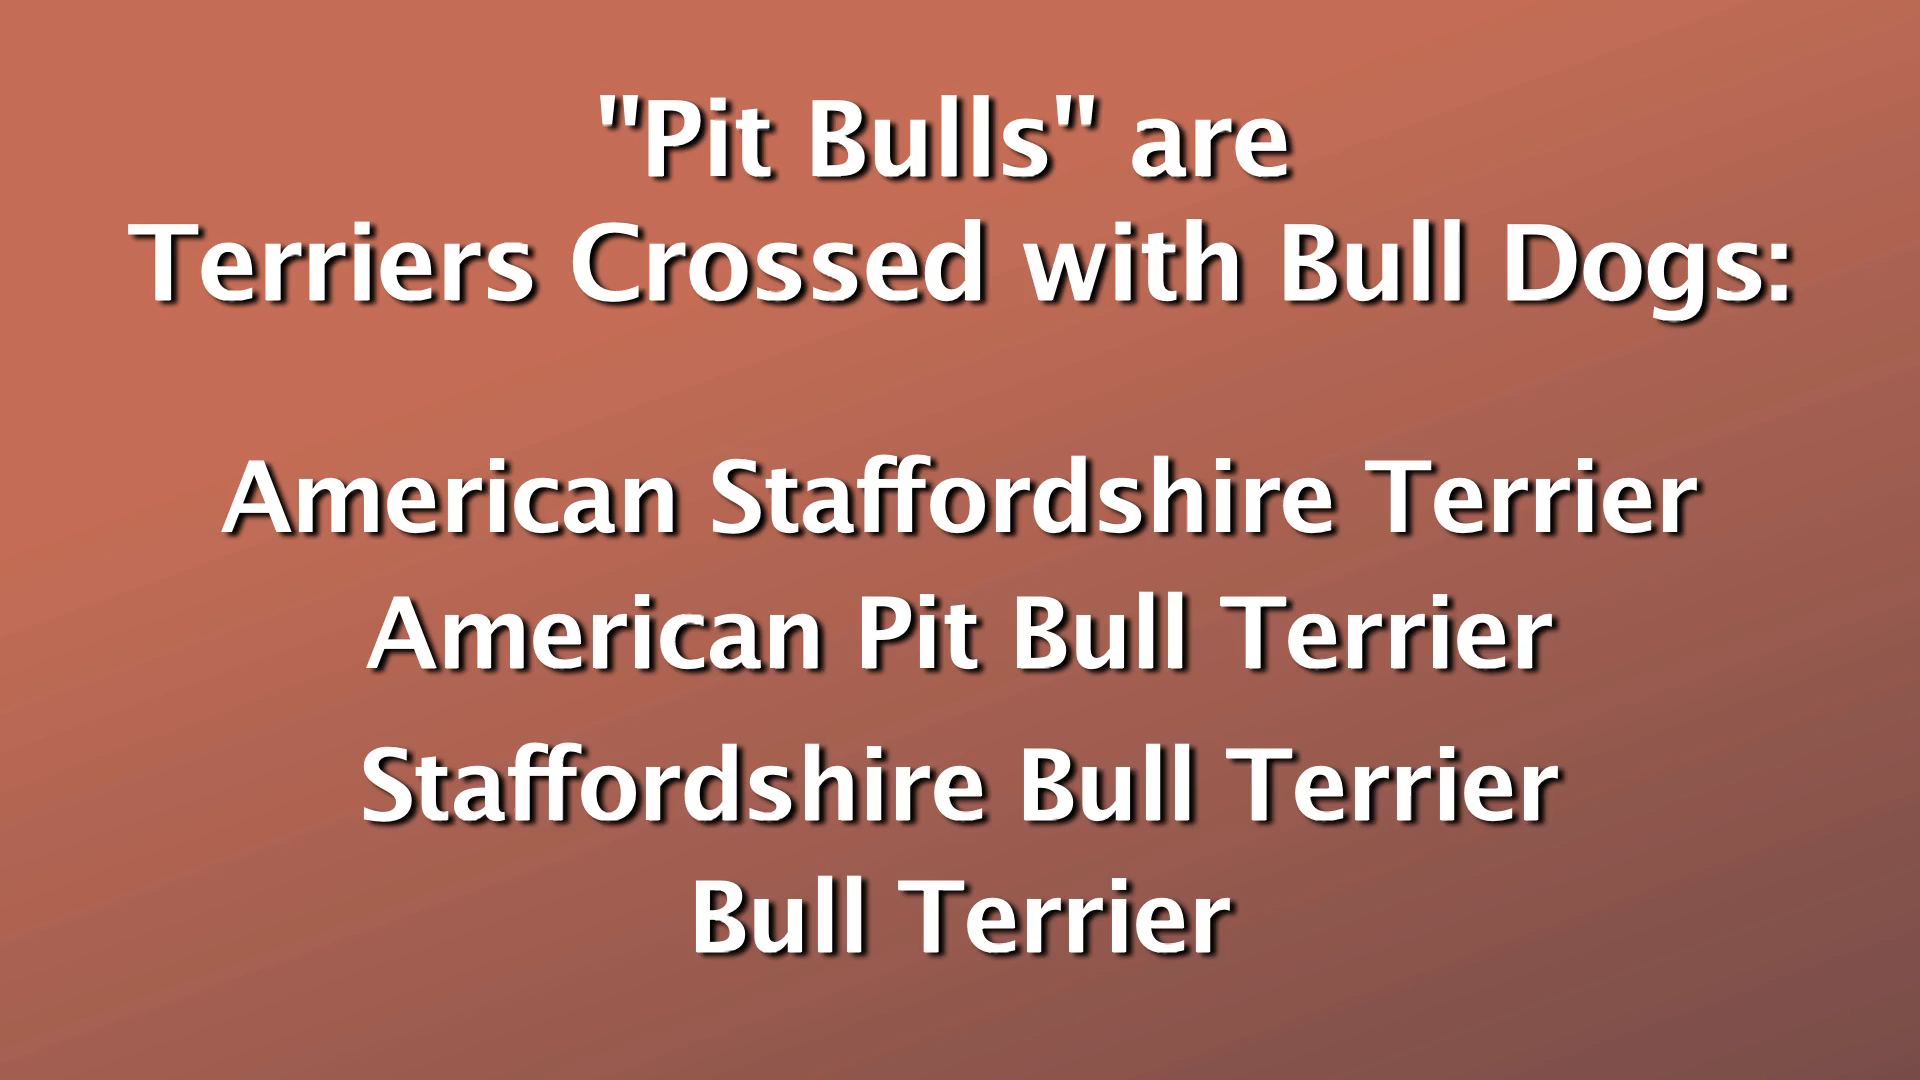 "Pit Bulls" are
Terriers Crossed with Bull Dogs:
American Staffordshire Terrier
American Pit Bull Terrier
Staffordshire Bull Terrier
Bull Terrier